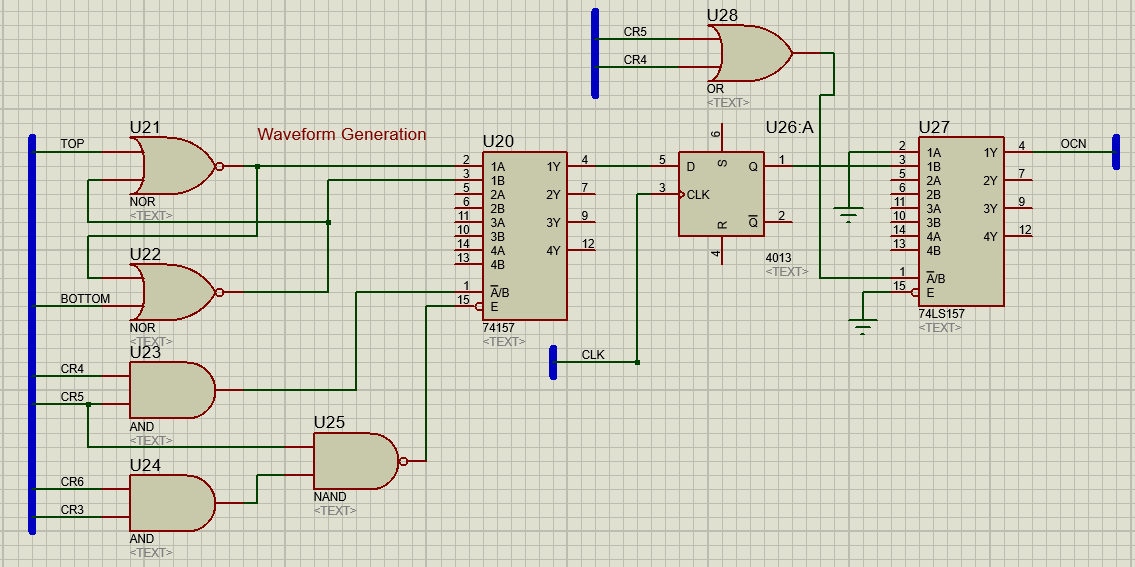 U28
CR5
CR4
OR
<TEXT>
Waveform Generation
U21
TOP
NOR
<TEXT>
U22
BOTTOM
NOR
<TEXT>
U23
CR4
CR5
AND
<TEXT>
U24
CR6
CR3
AND
<TEXT>
U25
NAND
<TEXT>
U20
2 1A 1Y 4
3 1B
5 2A 2Y 7
6 2B
11 3A 3Y 9
10 3B
14 4A 4Y 12
13 4B
1 A/B
15 E
74157
<TEXT>
CLK
U26:A
6
S
5 D Q 1
3 CLK
Q 2
R
4
4013
<TEXT>
U27
2 1A 1Y 4
3 1B
5 2A 2Y 7
6 2B
11 3A 3Y 9
10 3B
14 4A 4Y 12
13 4B
1 A/B
15 E
74LS157
<TEXT>
OCN